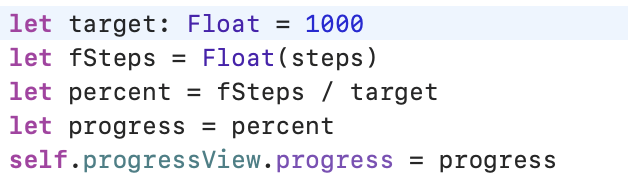 let target: Float = 1000
let fSteps = Float(steps)
let percent = fSteps / target
let progress = percent
self.progressView.progress = progress